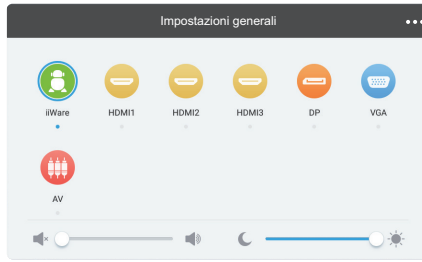 Impostazioni generali
iiWare HDMI1 HDMI2 HDMI3 DP VGA
AV